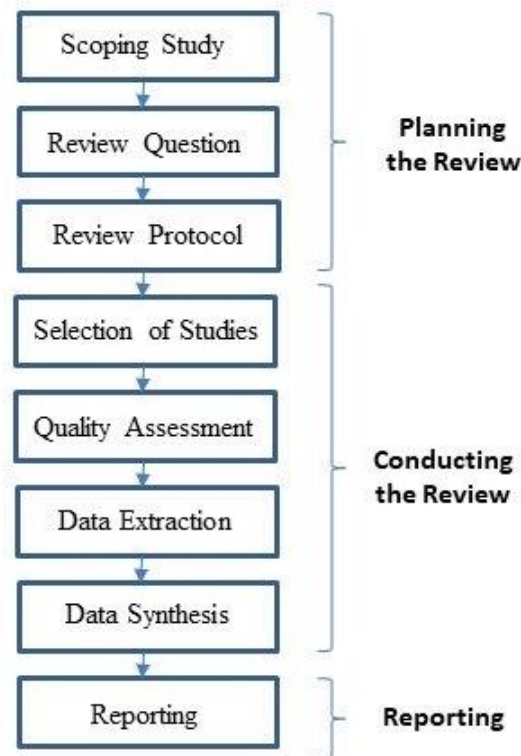 Scoping Study
Review Question
Review Protocol
Planning
the Review
Selection of Studies
Quality Assessment
Data Extraction
Data Synthesis
Conducting
the Review
Reporting
Reporting